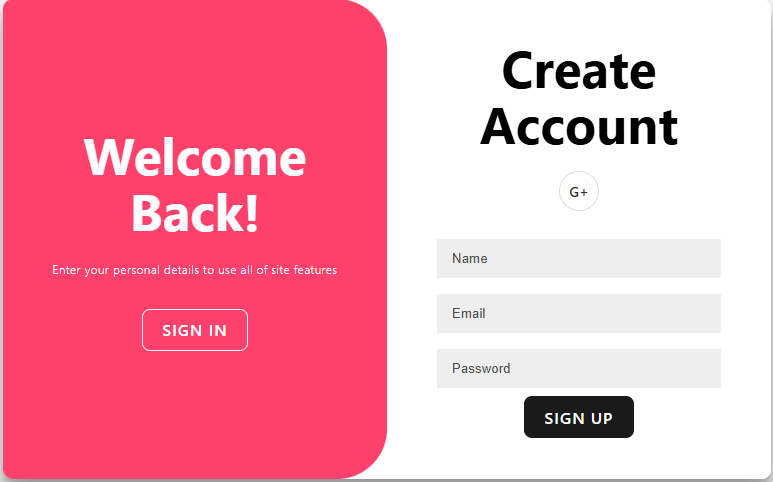 Welcome
Back!
Enter your personal details to use all of site features
SIGN IN
Create
Account
G+
Name
Email
Password
SIGN UP